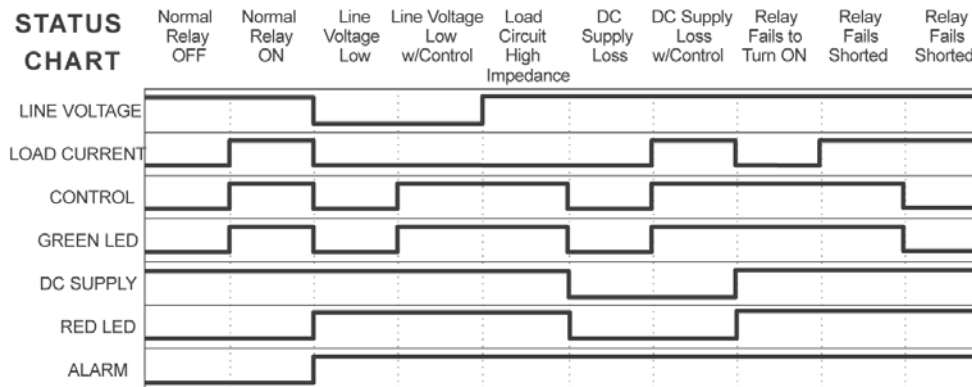 STATUS
CHART
Normal
Relay
OFF
Normal
Relay
ON
Line
Voltage
Low
Line Voltage
Low
w/Control
Load
Circuit
High
Impedance
DC
Supply
Loss
DC Supply
Loss
w/Control
Relay
Fails to
Turn ON
Relay
Fails
Shorted
Relay
Fails
Shorted
LINE VOLTAGE
LOAD CURRENT
CONTROL
GREEN LED
DC SUPPLY
RED LED
ALARM